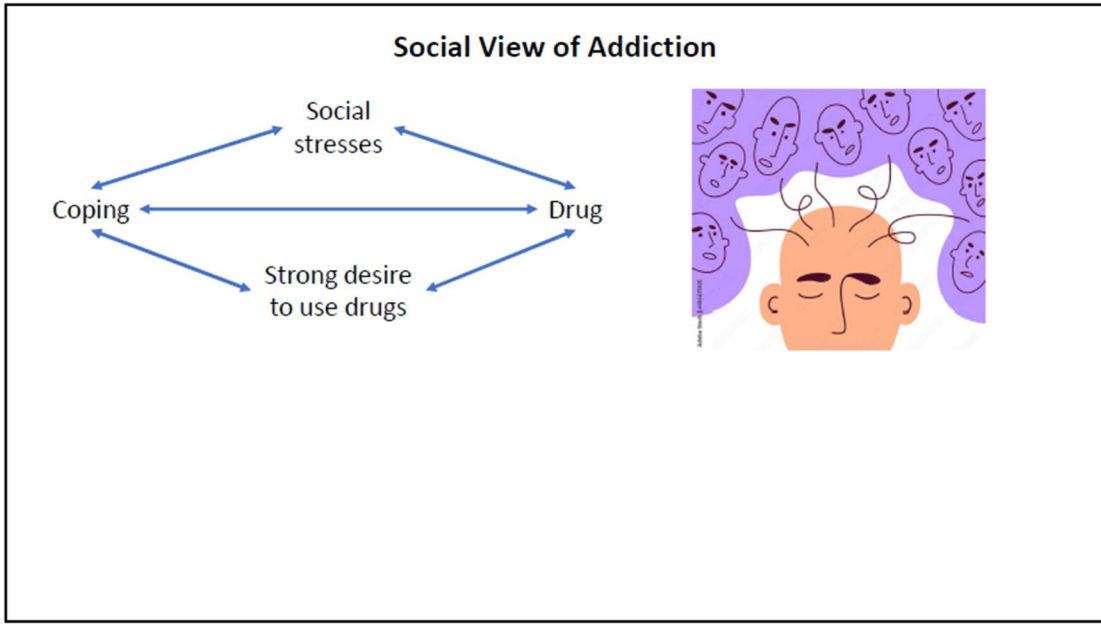 Social View of Addiction
Social
stresses
Coping
Drug
Strong desire
to use drugs